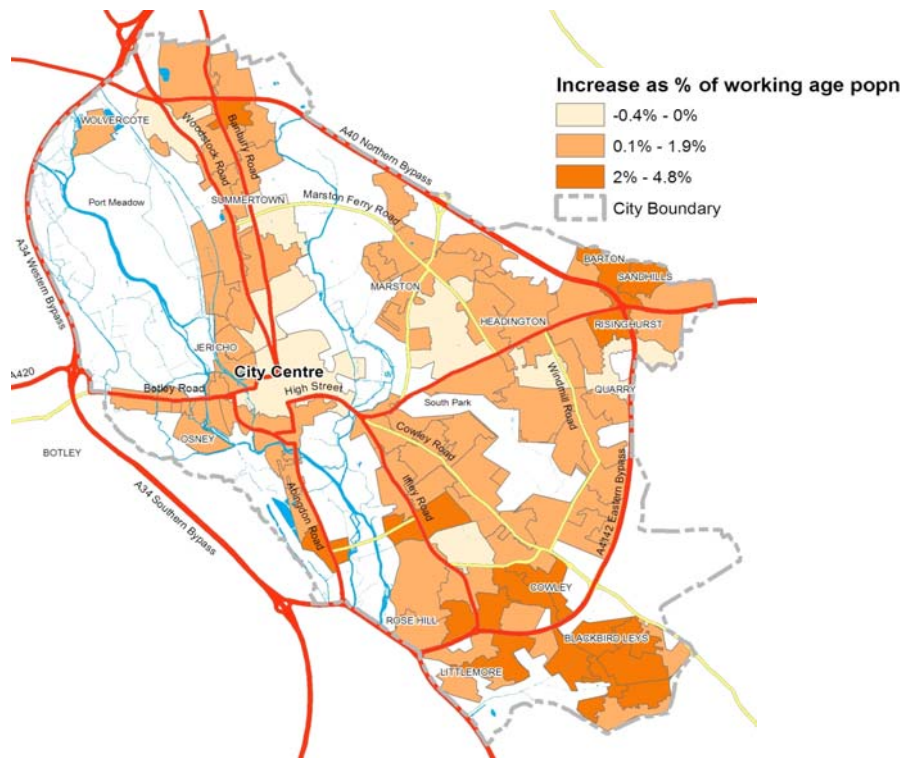 Increase as % of working age popn
-0.4% - 0%
0.1% - 1.9%
2% - 4.8%
City Boundary
WOLVERCOTE
Woodstock Road
Banbury Road
A40 Northern Bypass
Port Meadow
SUMMERTOWN
Marston Ferry Road
A34 Western Bypass
MARSTON
BARTON
SANDHILLS
HEADINGTON
RISINGHURST
JERICHO
City Centre
A420
Botley Road
High Street
South Park
Windmill Road
QUARRY
OSNEY
BOTLEY
Cowley Road
Iffley Road
Abingdon Road
A34 Southern Bypass
A4142 Eastern Bypass
COWLEY
ROSE HILL
BLACKBIRD LEYS
LITTLEMORE